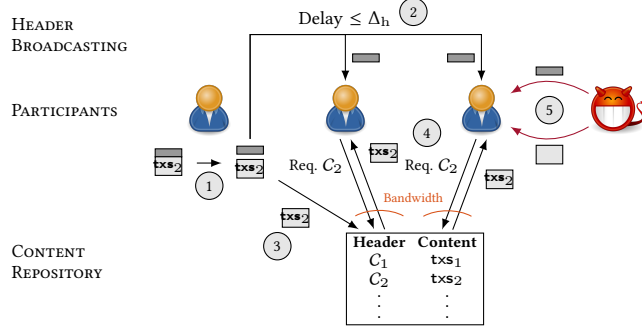 HEADER
BROADCASTING
Delay ≤ Δh
2
PARTICIPANTS
5
4
txs2
1
txs2
Req. C2
txs2
Req. C2
txs2
Bandwidth
txs2
3
CONTENT
REPOSITORY
Header Content
C1 txs1
C2 txs2
. .
. .
. .